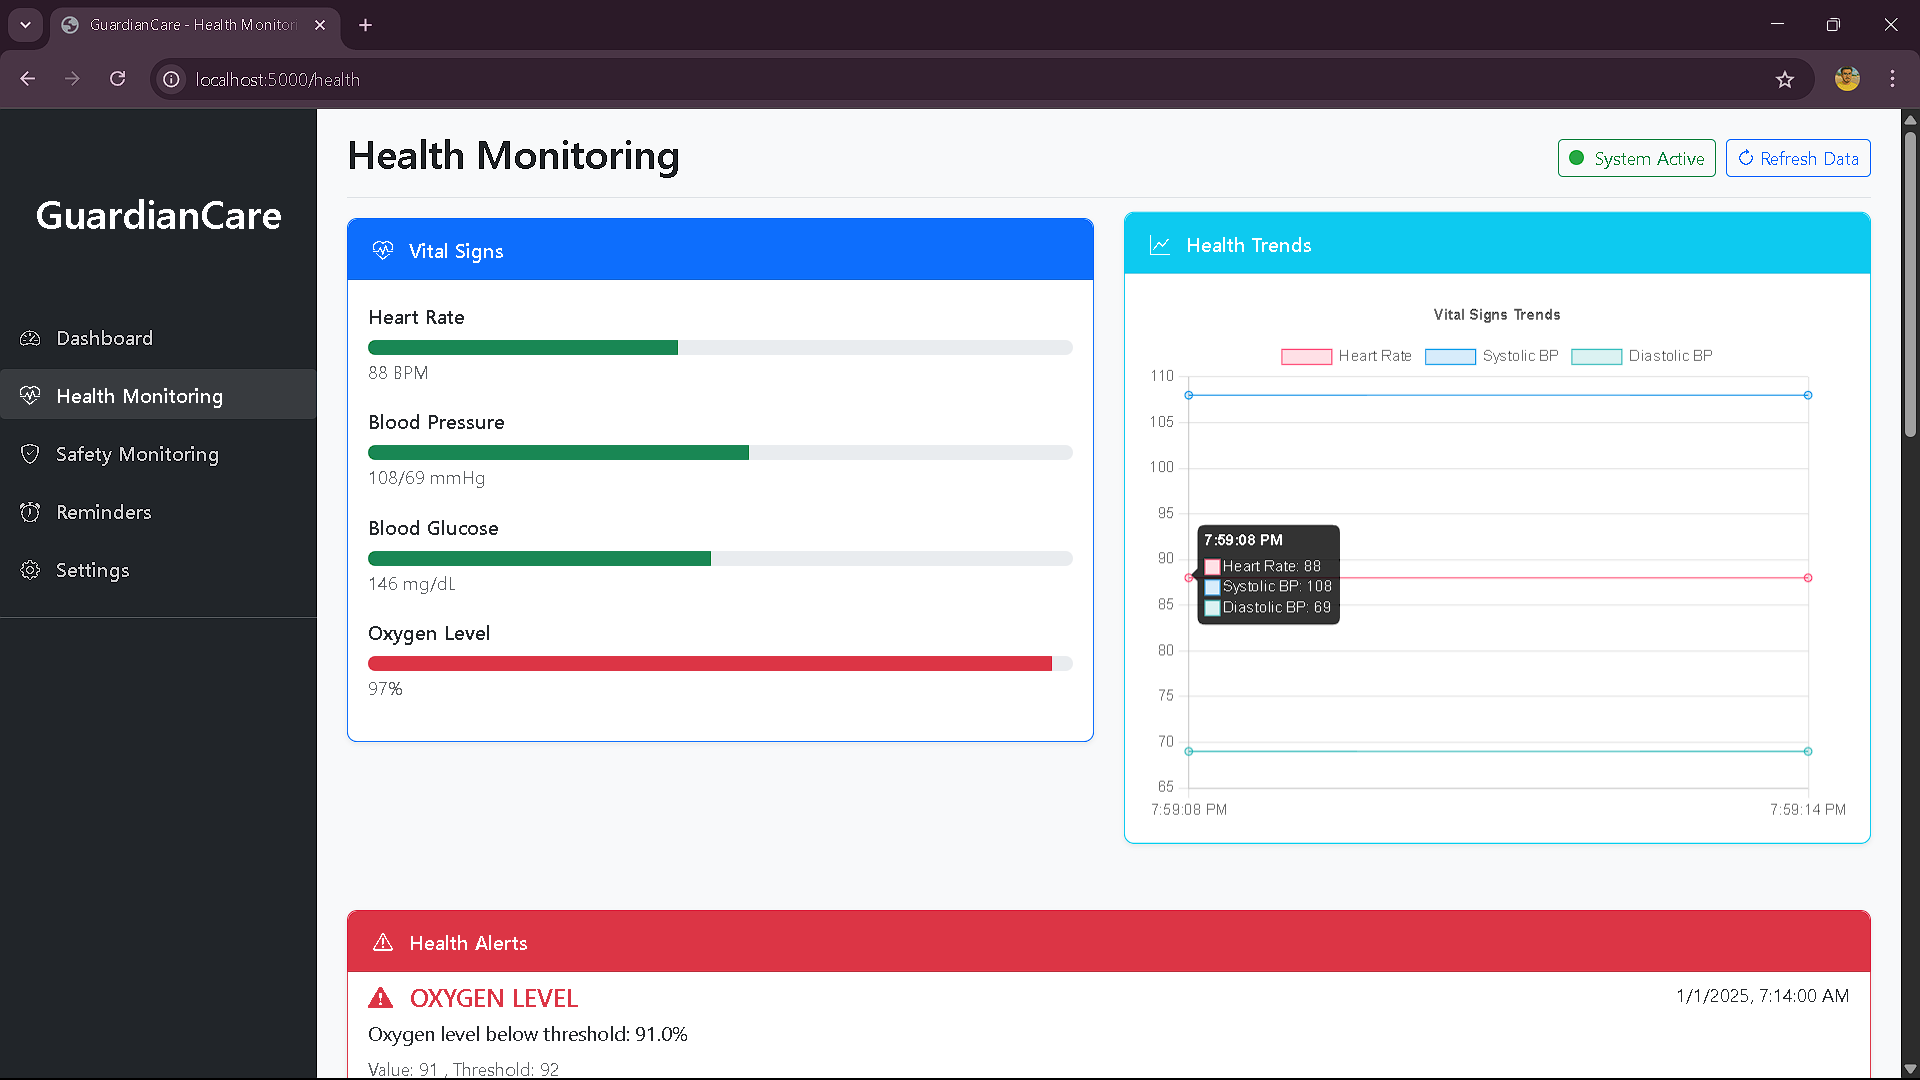 GuardianCare - Health Monitori
localhost:5000/health
GuardianCare
Dashboard
Health Monitoring
Safety Monitoring
Reminders
Settings
Health Monitoring
System Active
Refresh Data
Vital Signs
Heart Rate
88 BPM
Blood Pressure
108/69 mmHg
Blood Glucose
146 mg/dL
Oxygen Level
97%
Health Trends
Vital Signs Trends
Heart Rate Systolic BP Diastolic BP
110
105
100
95
90
85
80
75
70
65
7:59:08 PM
Heart Rate: 88
Systolic BP: 108
Diastolic BP: 69
7:59:08 PM 7:59:14 PM
Health Alerts
OXYGEN LEVEL
1/1/2025, 7:14:00 AM
Oxygen level below threshold: 91.0%
Value: 91 , Threshold: 92